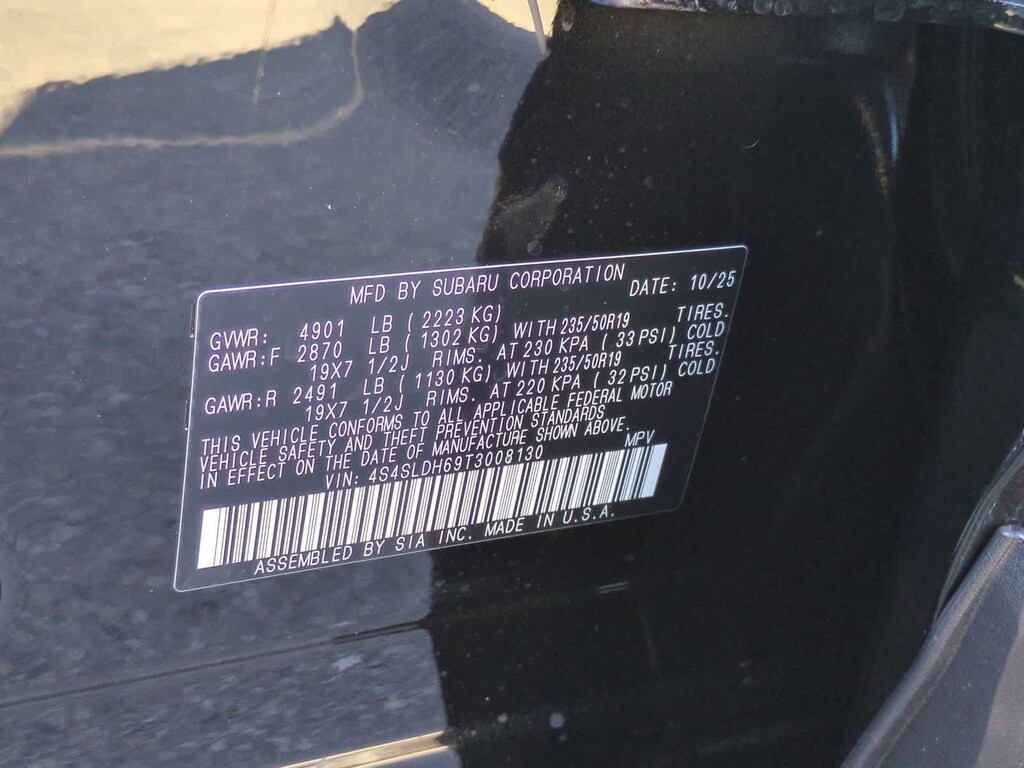 MFD BY SUBARU CORPORATION DATE: 10/25
GVWR: 4901 LB ( 2223 KG)
GAWR:F 2870 LB ( 1302 KG) WITH 235/50R19 TIRES.
19X7 1/2J RIMS. AT 230 KPA ( 33 PSI) COLD
GAWR:R 2491 LB ( 1130 KG) WITH 235/50R19 TIRES.
19X7 1/2J RIMS. AT 220 KPA ( 32 PSI) COLD
THIS VEHICLE CONFORMS TO ALL APPLICABLE FEDERAL MOTOR
VEHICLE SAFETY AND THEFT PREVENTION STANDARDS
IN EFFECT ON THE DATE OF MANUFACTURE SHOWN ABOVE.
VIN: 4S4SLDH69T3008130 MPV
ASSEMBLED BY SIA INC. MADE IN U.S.A.